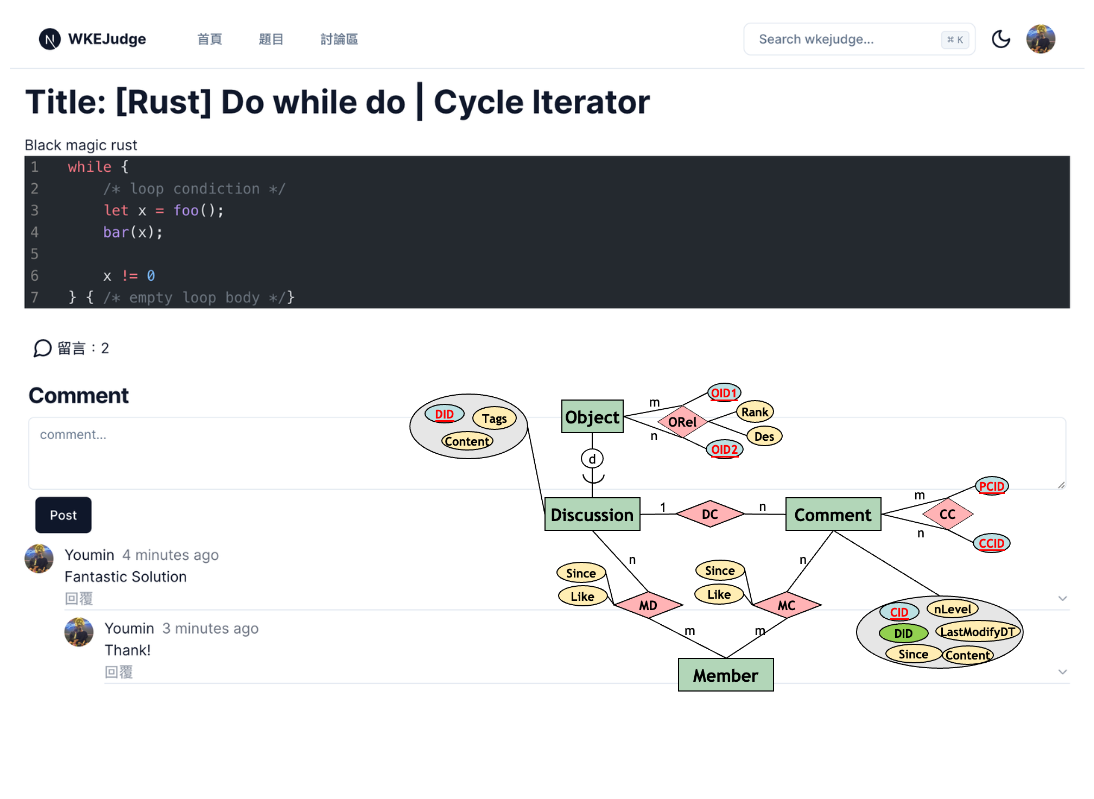 WKEJudge 首頁 題目 討論區 Search wkejudge... ⌘ K
Title: [Rust] Do while do | Cycle Iterator
Black magic rust
1 while {
2 /* loop condiction */
3 let x = foo();
4 bar(x);
5
6 x != 0
7 } { /* empty loop body */}
留言：2
Comment
comment...
Post
Youmin 4 minutes ago
Fantastic Solution
回覆
Youmin 3 minutes ago
Thank!
回覆
DID
Tags
Content
Object
m
n
ORel
OID1
Rank
Des
OID2
d
Discussion
1
DC
n
Comment
m
n
CC
PCID
CCID
n
Since
Like
MD
m
Since
Like
n
MC
m
Member
CID
nLevel
DID
LastModifyDT
Since
Content